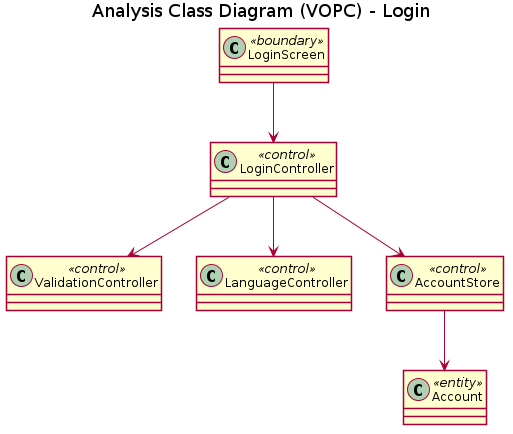 Analysis Class Diagram (VOPC) - Login
C «boundary»
LoginScreen
C «control»
LoginController
C «control»
ValidationController
C «control»
LanguageController
C «control»
AccountStore
C «entity»
Account